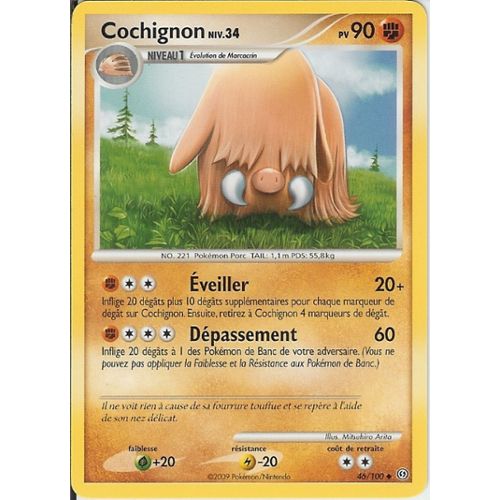 Cochignon NIV.34 PV 90
NIVEAU 1 Évolution de Marcacrin
NO. 221 Pokémon Porc TAIL: 1,1m PDS: 55,8kg
Éveiller 20+
Inflige 20 dégâts plus 10 dégâts supplémentaires pour chaque marqueur de
dégât sur Cochignon. Ensuite, retirez à Cochignon 4 marqueurs de dégât.
Dépassement 60
Inflige 20 dégâts à 1 des Pokémon de Banc de votre adversaire. (Vous ne
pouvez pas appliquer la Faiblesse et la Résistance aux Pokémon de Banc.)
Il ne voit rien à cause de sa fourrure touffue et se repère à l'aide
de son nez délicat.
Illus. Mitsuhiro Arita
faiblesse résistance coût de retraite
+20 -20
©2009 Pokémon/Nintendo 46/100